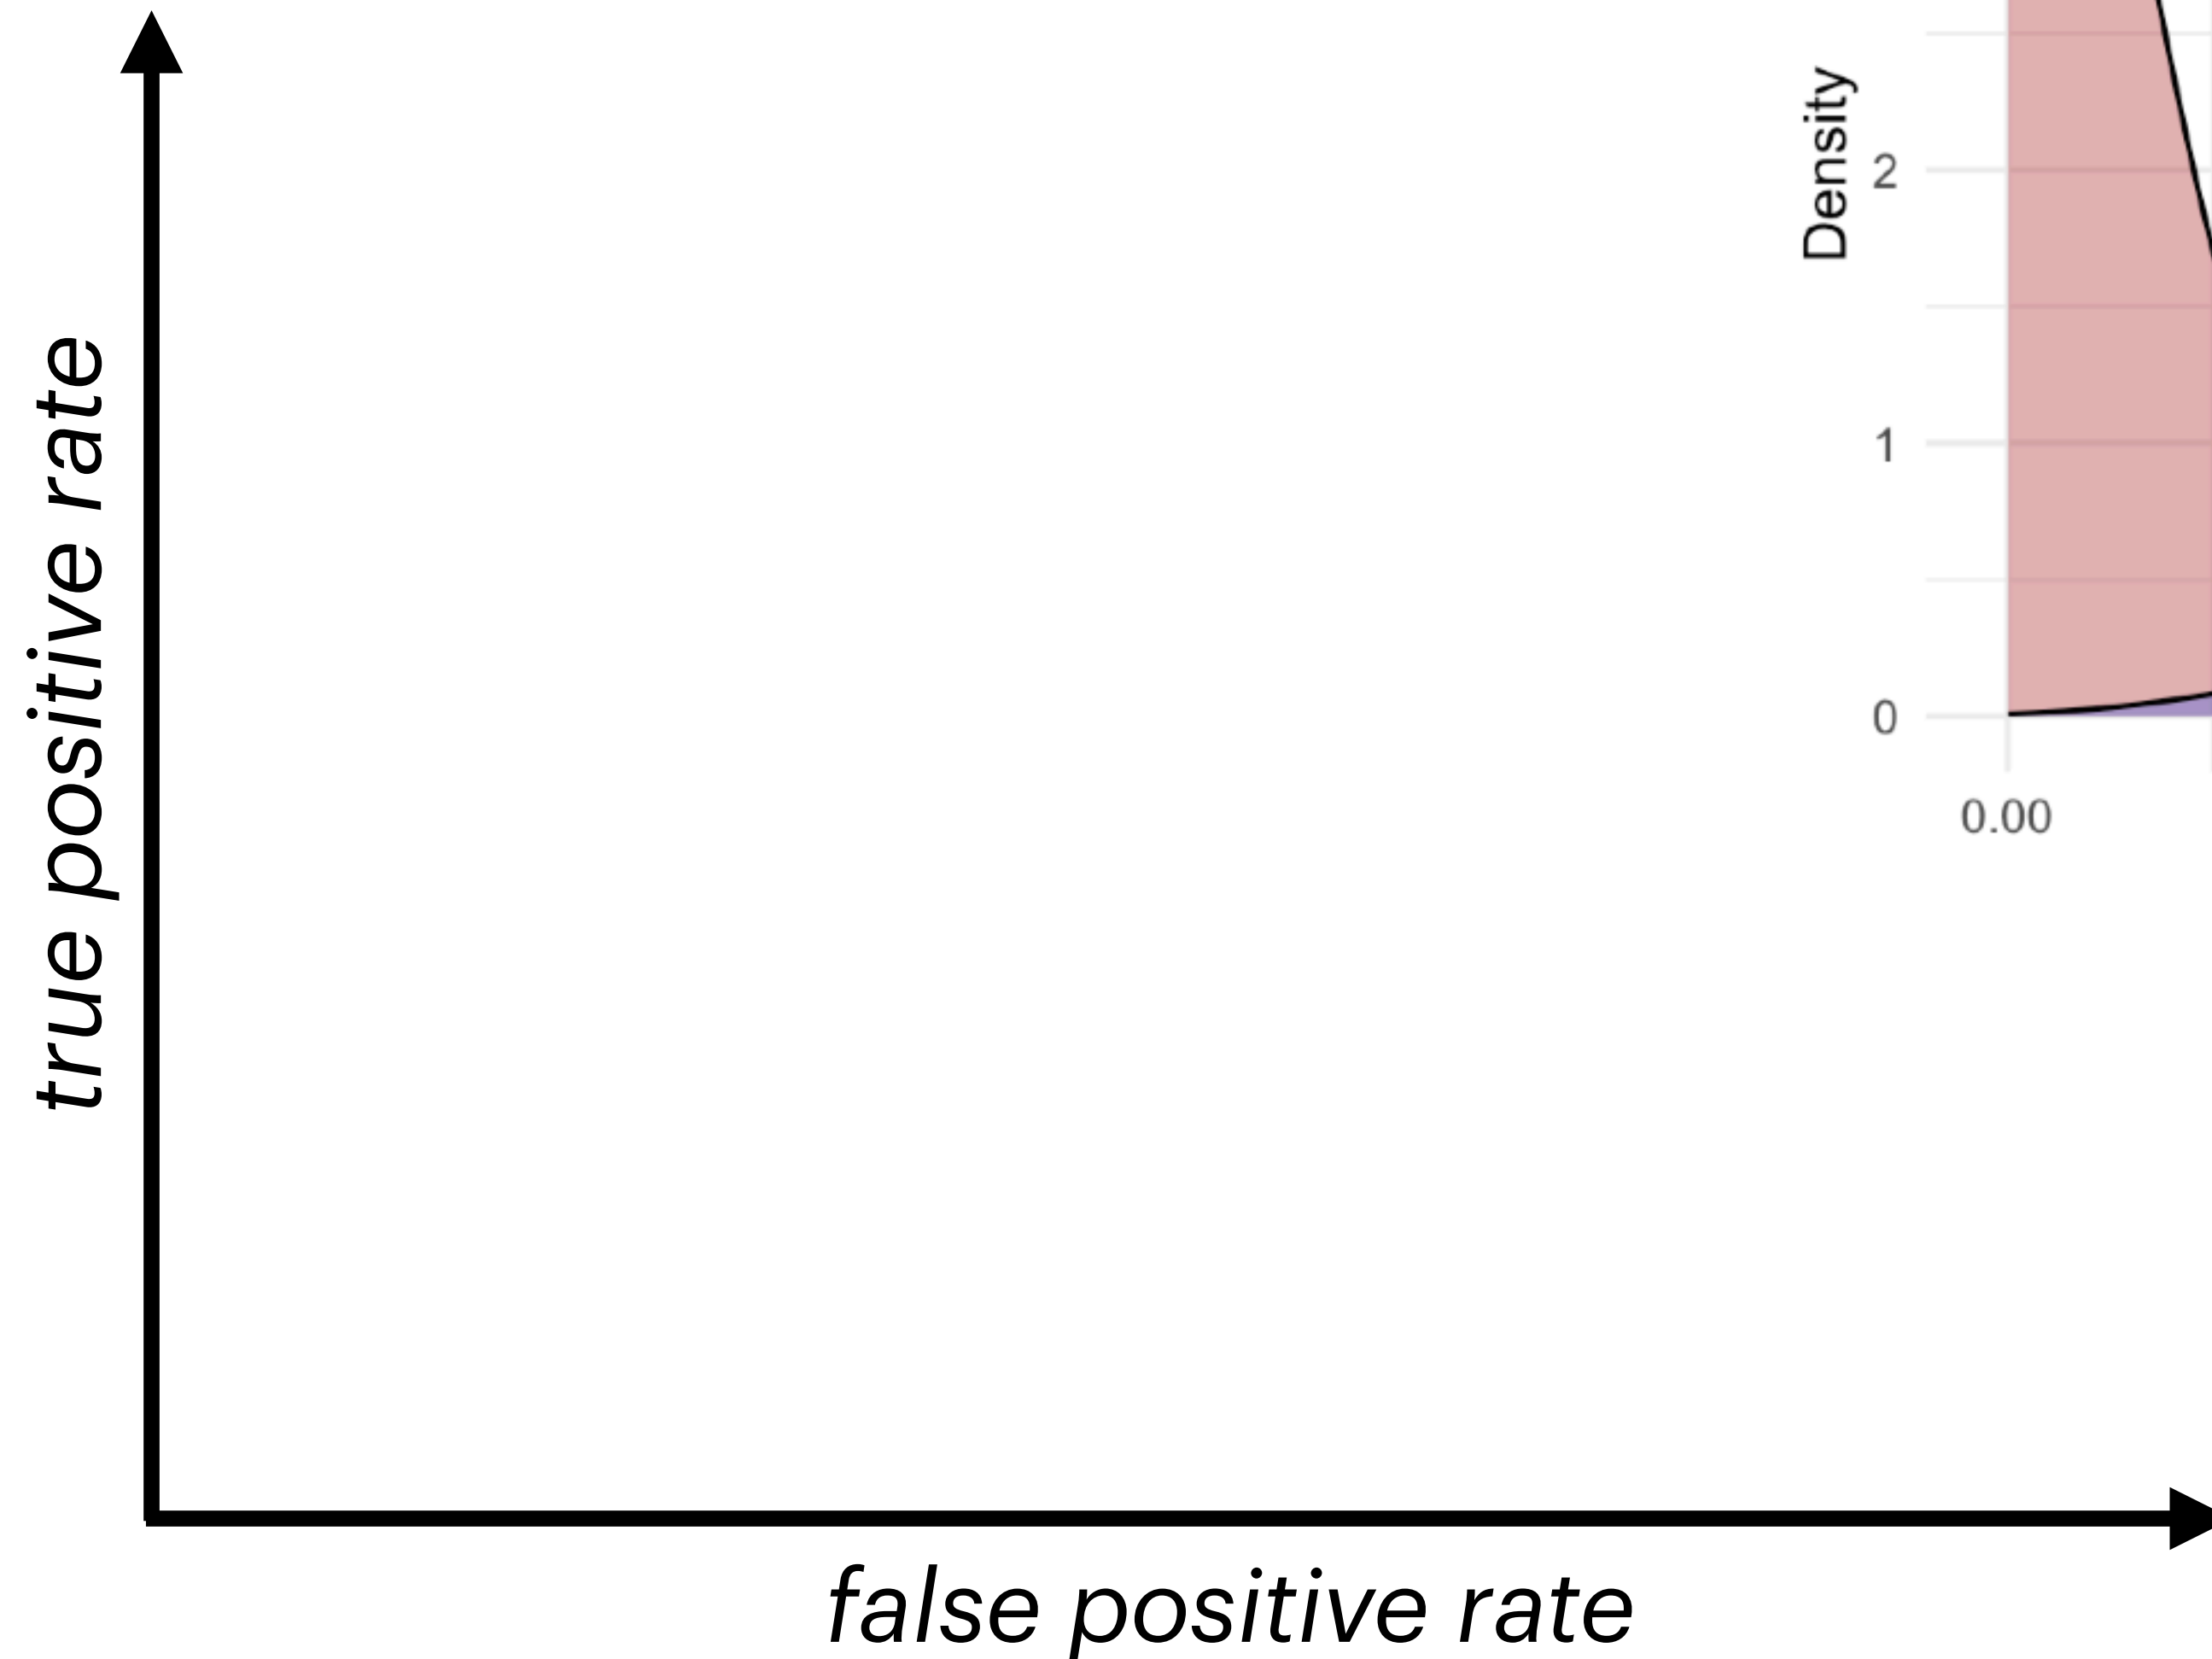 true positive rate
Density
2
1
0
0.00
false positive rate